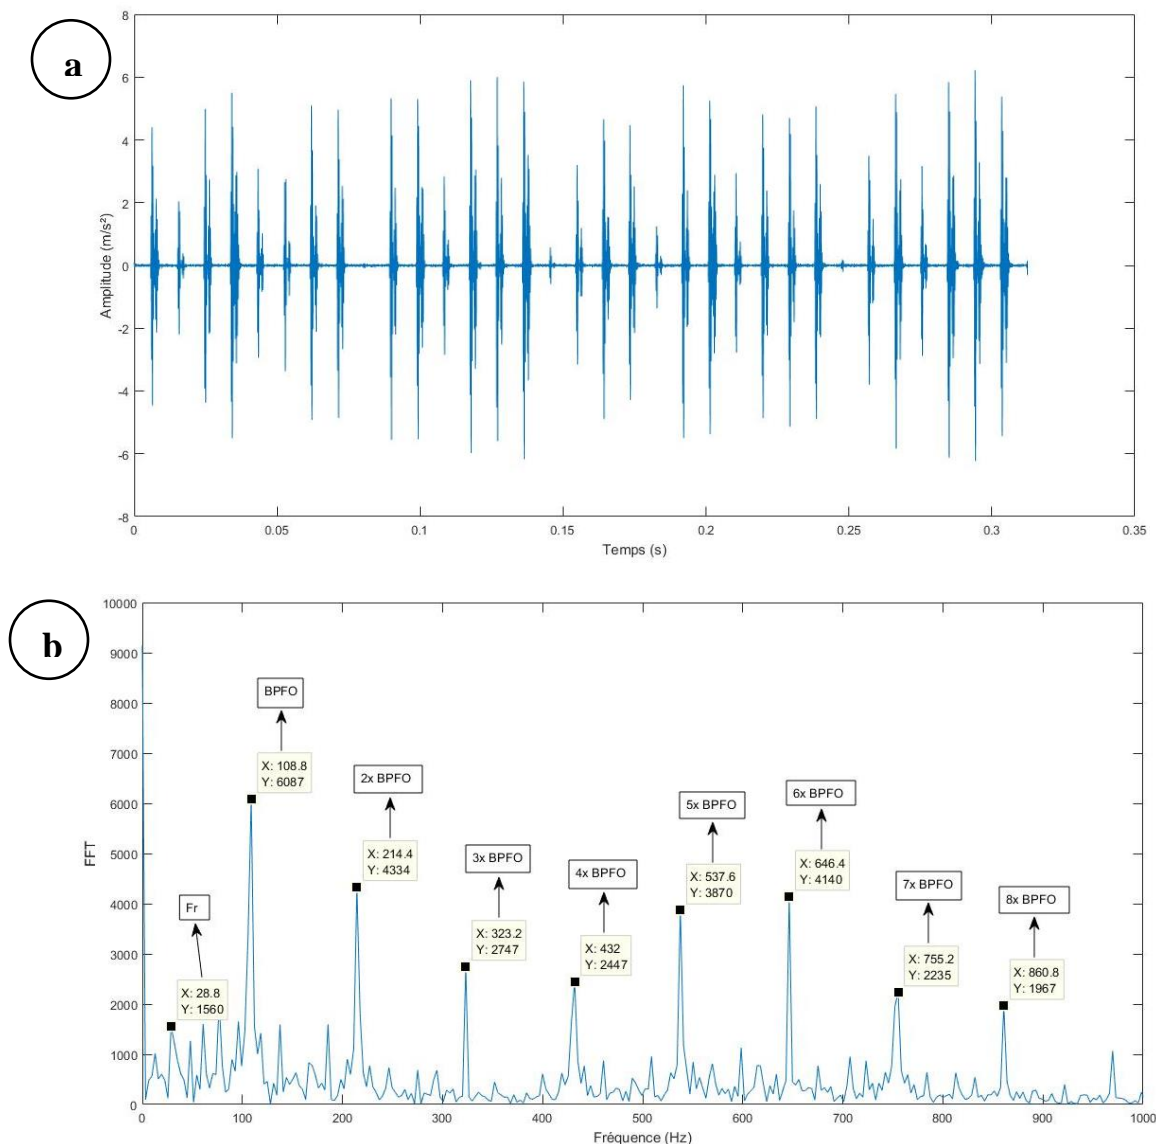 a
8
6
4
2
0
-2
-4
-6
-8
Amplitude (m/s²)
0
0.05
0.1
0.15
0.2
0.25
0.3
0.35
Temps (s)
b
10000
9000
8000
7000
6000
5000
4000
3000
2000
1000
0
FFT
BPFO
X: 108.8
Y: 6087
2x BPFO
X: 214.4
Y: 4334
3x BPFO
X: 323.2
Y: 2747
4x BPFO
X: 432
Y: 2447
5x BPFO
X: 537.6
Y: 3870
6x BPFO
X: 646.4
Y: 4140
7x BPFO
X: 755.2
Y: 2235
8x BPFO
X: 860.8
Y: 1967
Fr
X: 28.8
Y: 1560
0
100
200
300
400
500
600
700
800
900
1000
Fréquence (Hz)